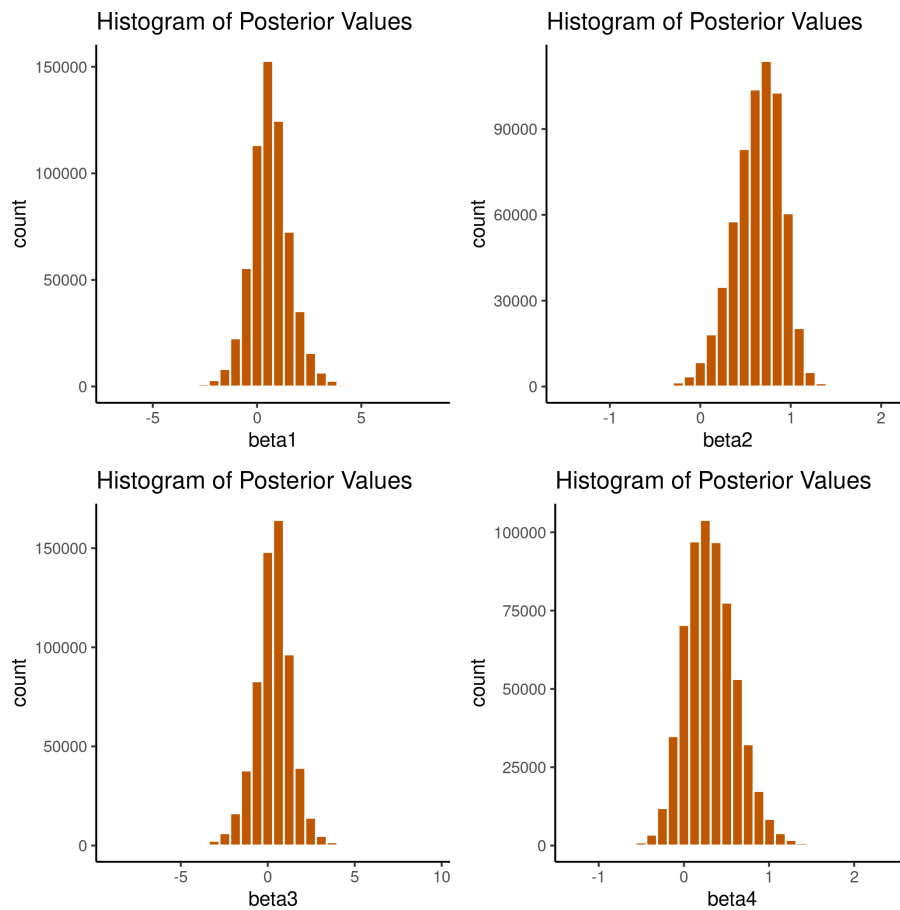 Histogram of Posterior Values
150000
100000
50000
0
count
-5
0
5
beta1
Histogram of Posterior Values
90000
60000
30000
0
count
-1
0
1
2
beta2
Histogram of Posterior Values
150000
100000
50000
0
count
-5
0
5
10
beta3
Histogram of Posterior Values
100000
75000
50000
25000
0
count
-1
0
1
2
beta4